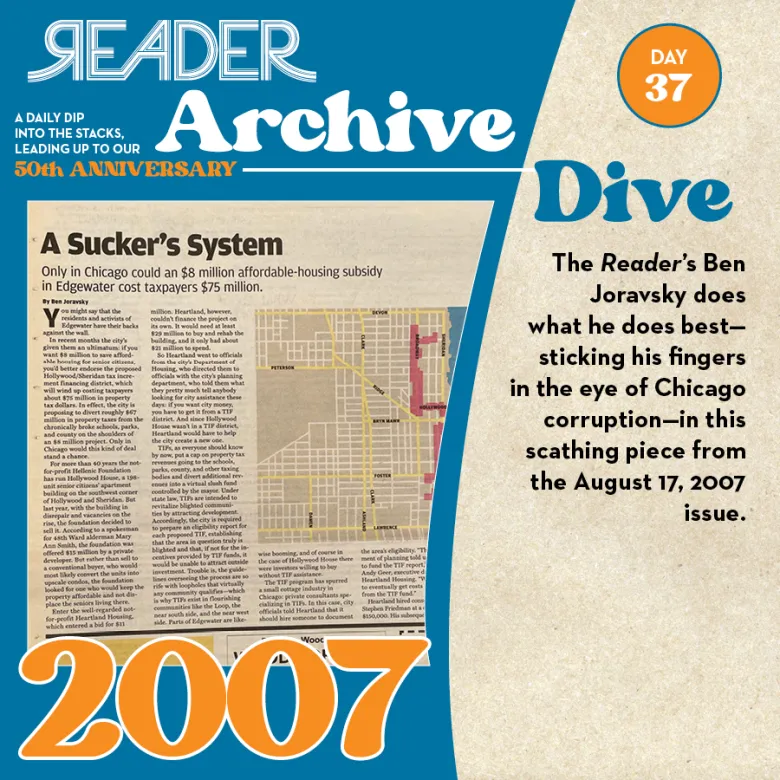 READER
DAY
37
A DAILY DIP
INTO THE STACKS,
LEADING UP TO OUR
50th ANNIVERSARY
Archive
Dive
The Reader's Ben
Joravsky does
what he does best—
sticking his fingers
in the eye of Chicago
corruption—in this
scathing piece from
the August 17, 2007
issue.
A Sucker's System
Only in Chicago could an $8 million affordable-housing subsidy
in Edgewater cost taxpayers $75 million.
By Ben Joravsky
You might say that the
residents and activists of
Edgewater have their backs
against the wall.
In recent months the city's
given them an ultimatum: if you
want $8 million to save afford-
able housing for senior citizens,
you'd better endorse the proposed
Hollywood/Sheridan tax incre-
ment financing district, which
will wind up costing taxpayers
about $75 million in property
tax dollars. In effect, the city is
proposing to divert roughly $67
million in property taxes from the
chronically broke schools, parks,
and county on the shoulders of
an $8 million project. Only in
Chicago would this kind of deal
stand a chance.
For more than 40 years the not-
for-profit Hellenic Foundation
has run Hollywood House, a 198-
unit senior citizens' apartment
building on the southwest corner
of Hollywood and Sheridan. But
last year, with the building in
disrepair and vacancies on the
rise, the foundation decided to
sell it. According to a spokesman
for 48th Ward alderman Mary
Ann Smith, the foundation was
offered $15 million by a private
developer. But rather than sell to
a conventional buyer, who would
most likely convert the units into
upscale condos, the foundation
looked for one who would keep the
property affordable and not dis-
place the seniors living there.
Enter the well-regarded not-
for-profit Heartland Housing,
which entered a bid for $11
million. Heartland, however,
couldn't finance the project on
its own. It would need at least
$29 million to buy and rehab the
building, and it only had about
$21 million to spend.
So Heartland went to officials
from the city's Department of
Housing, who directed them to
officials with the city's planning
department, who told them what
they pretty much tell anybody
looking for city assistance these
days: if you want city money,
you have to get it from a TIF
district. And since Hollywood
House wasn't in a TIF district,
Heartland would have to help
the city create a new one.
TIFs, as everyone should know
by now, put a cap on property tax
revenues going to the schools,
parks, county, and other taxing
bodies and divert additional rev-
enues into a virtual slush fund
controlled by the mayor. Under
state law, TIFs are intended to
revitalize blighted communi-
ties by attracting development.
Accordingly, the city is required
to prepare an eligibility report for
each proposed TIF, establishing
that the area in question truly is
blighted and that, if not for the in-
centives provided by TIF funds, it
would be unable to attract outside
investment. Trouble is, the guide-
lines overseeing the process are so
rife with loopholes that virtually
any community qualifies—which
is why TIFs exist in flourishing
communities like the Loop, the
near south side, and the near west
side. Parts of Edgewater are like-
DEVON
CLARK
BROADWAY
SHERIDAN
PETERSON
RIDGE
HOLLYWOOD
BRYN MAWR
FOSTER
CLARK
DAMEN
ASHLAND
LAWRENCE
wise booming, and of course in
the case of Hollywood House there
were investors willing to buy
without TIF assistance.
The TIF program has spurred
a small cottage industry in
Chicago: private consultants spe-
cializing in TIFs. In this case, city
officials told Heartland that it
should hire someone to document
the area's eligibility. "Th
ment of planning told u
to fund the TIF report,
Andy Geer, executive d
Heartland Housing. "W
to eventually get costs
from the TIF fund."
Heartland hired cons
Stephen Friedman at a
$150,000. His subsequ
Wood
2007